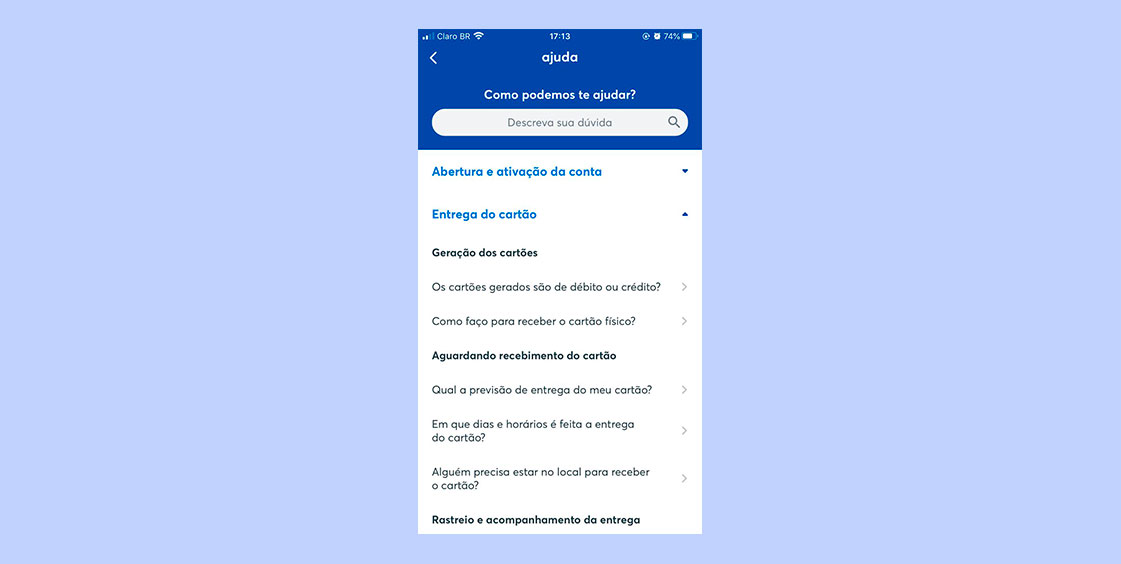 Claro BR 17:13 74%
ajuda
Como podemos te ajudar?
Descreva sua dúvida
Abertura e ativação da conta
Entrega do cartão
Geração dos cartões
Os cartões gerados são de débito ou crédito?
Como faço para receber o cartão físico?
Aguardando recebimento do cartão
Qual a previsão de entrega do meu cartão?
Em que dias e horários é feita a entrega
do cartão?
Alguém precisa estar no local para receber
o cartão?
Rastreio e acompanhamento da entrega